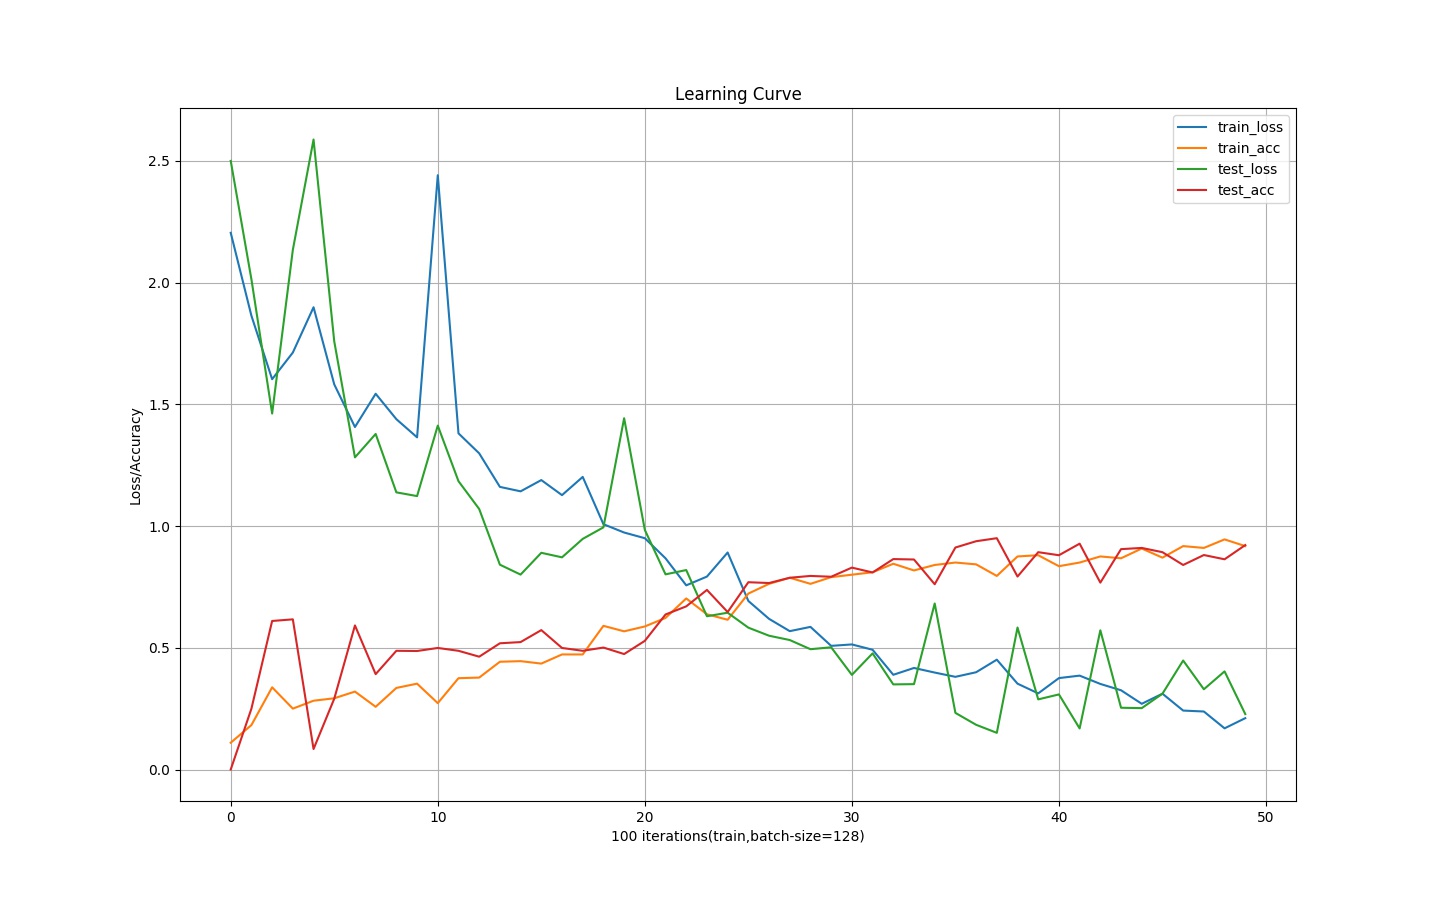 Learning Curve
train_loss
train_acc
test_loss
test_acc
2.5
2.0
1.5
1.0
0.5
0.0
Loss/Accuracy
0 10 20 30 40 50
100 iterations(train,batch-size=128)